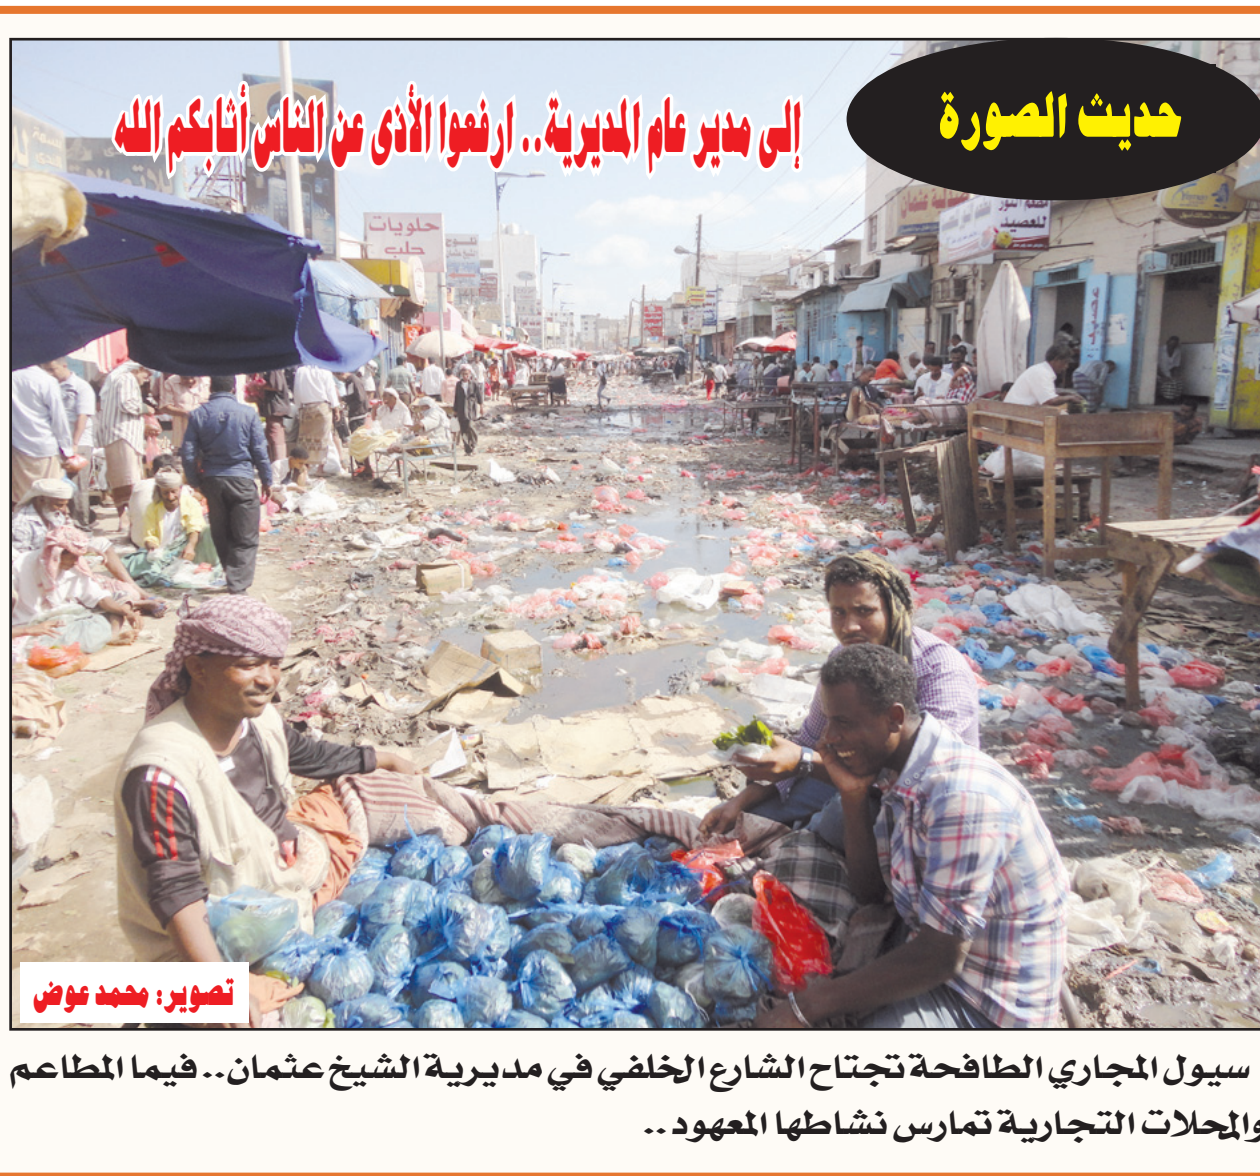 حديث الصورة
إلى مدير عام المديرية.. ارفعوا الأذى عن الناس أثابكم الله
حلويات
حلب
للعصير
تصوير: محمد عوض
سيول المجاري الطافحة تجتاح الشارع الخلفي في مديرية الشيخ عثمان.. فيما المطاعم
والمحلات التجارية تمارس نشاطها المعهود ..